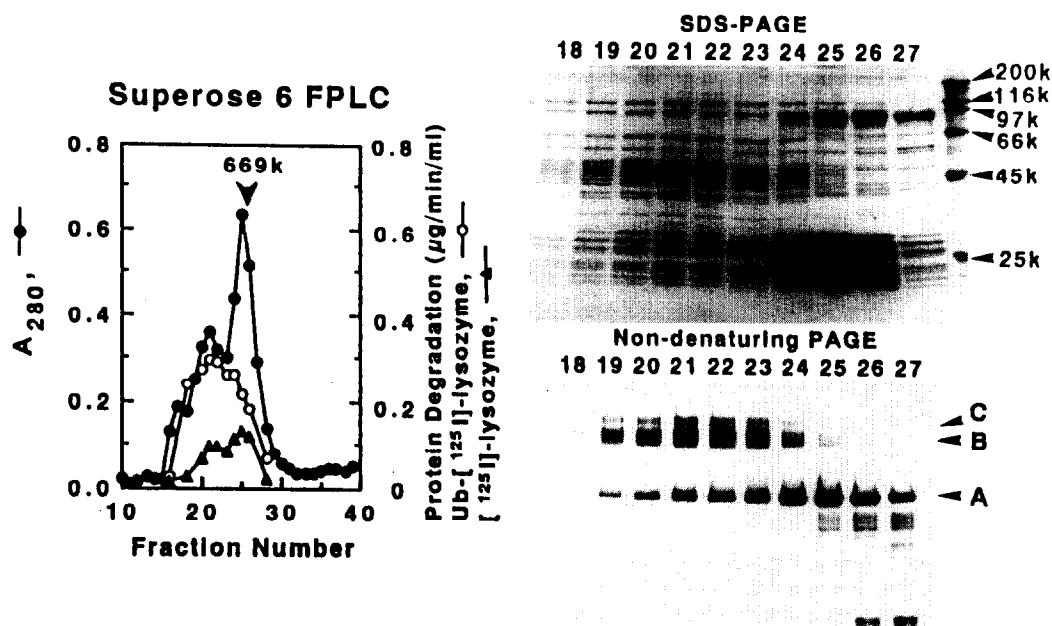 Superose 6 FPLC
669k
0.8
0.6
0.4
0.2
0.0
0.8
0.6
0.4
0.2
0
10
20
30
40
Fraction Number
A280,
Protein Degradation (μg/min/ml)
Ub-[125I]-lysozyme,
[125I]-lysozyme,
SDS-PAGE
18 19 20 21 22 23 24 25 26 27
200k
116k
97k
66k
45k
25k
Non-denaturing PAGE
18 19 20 21 22 23 24 25 26 27
C
B
A